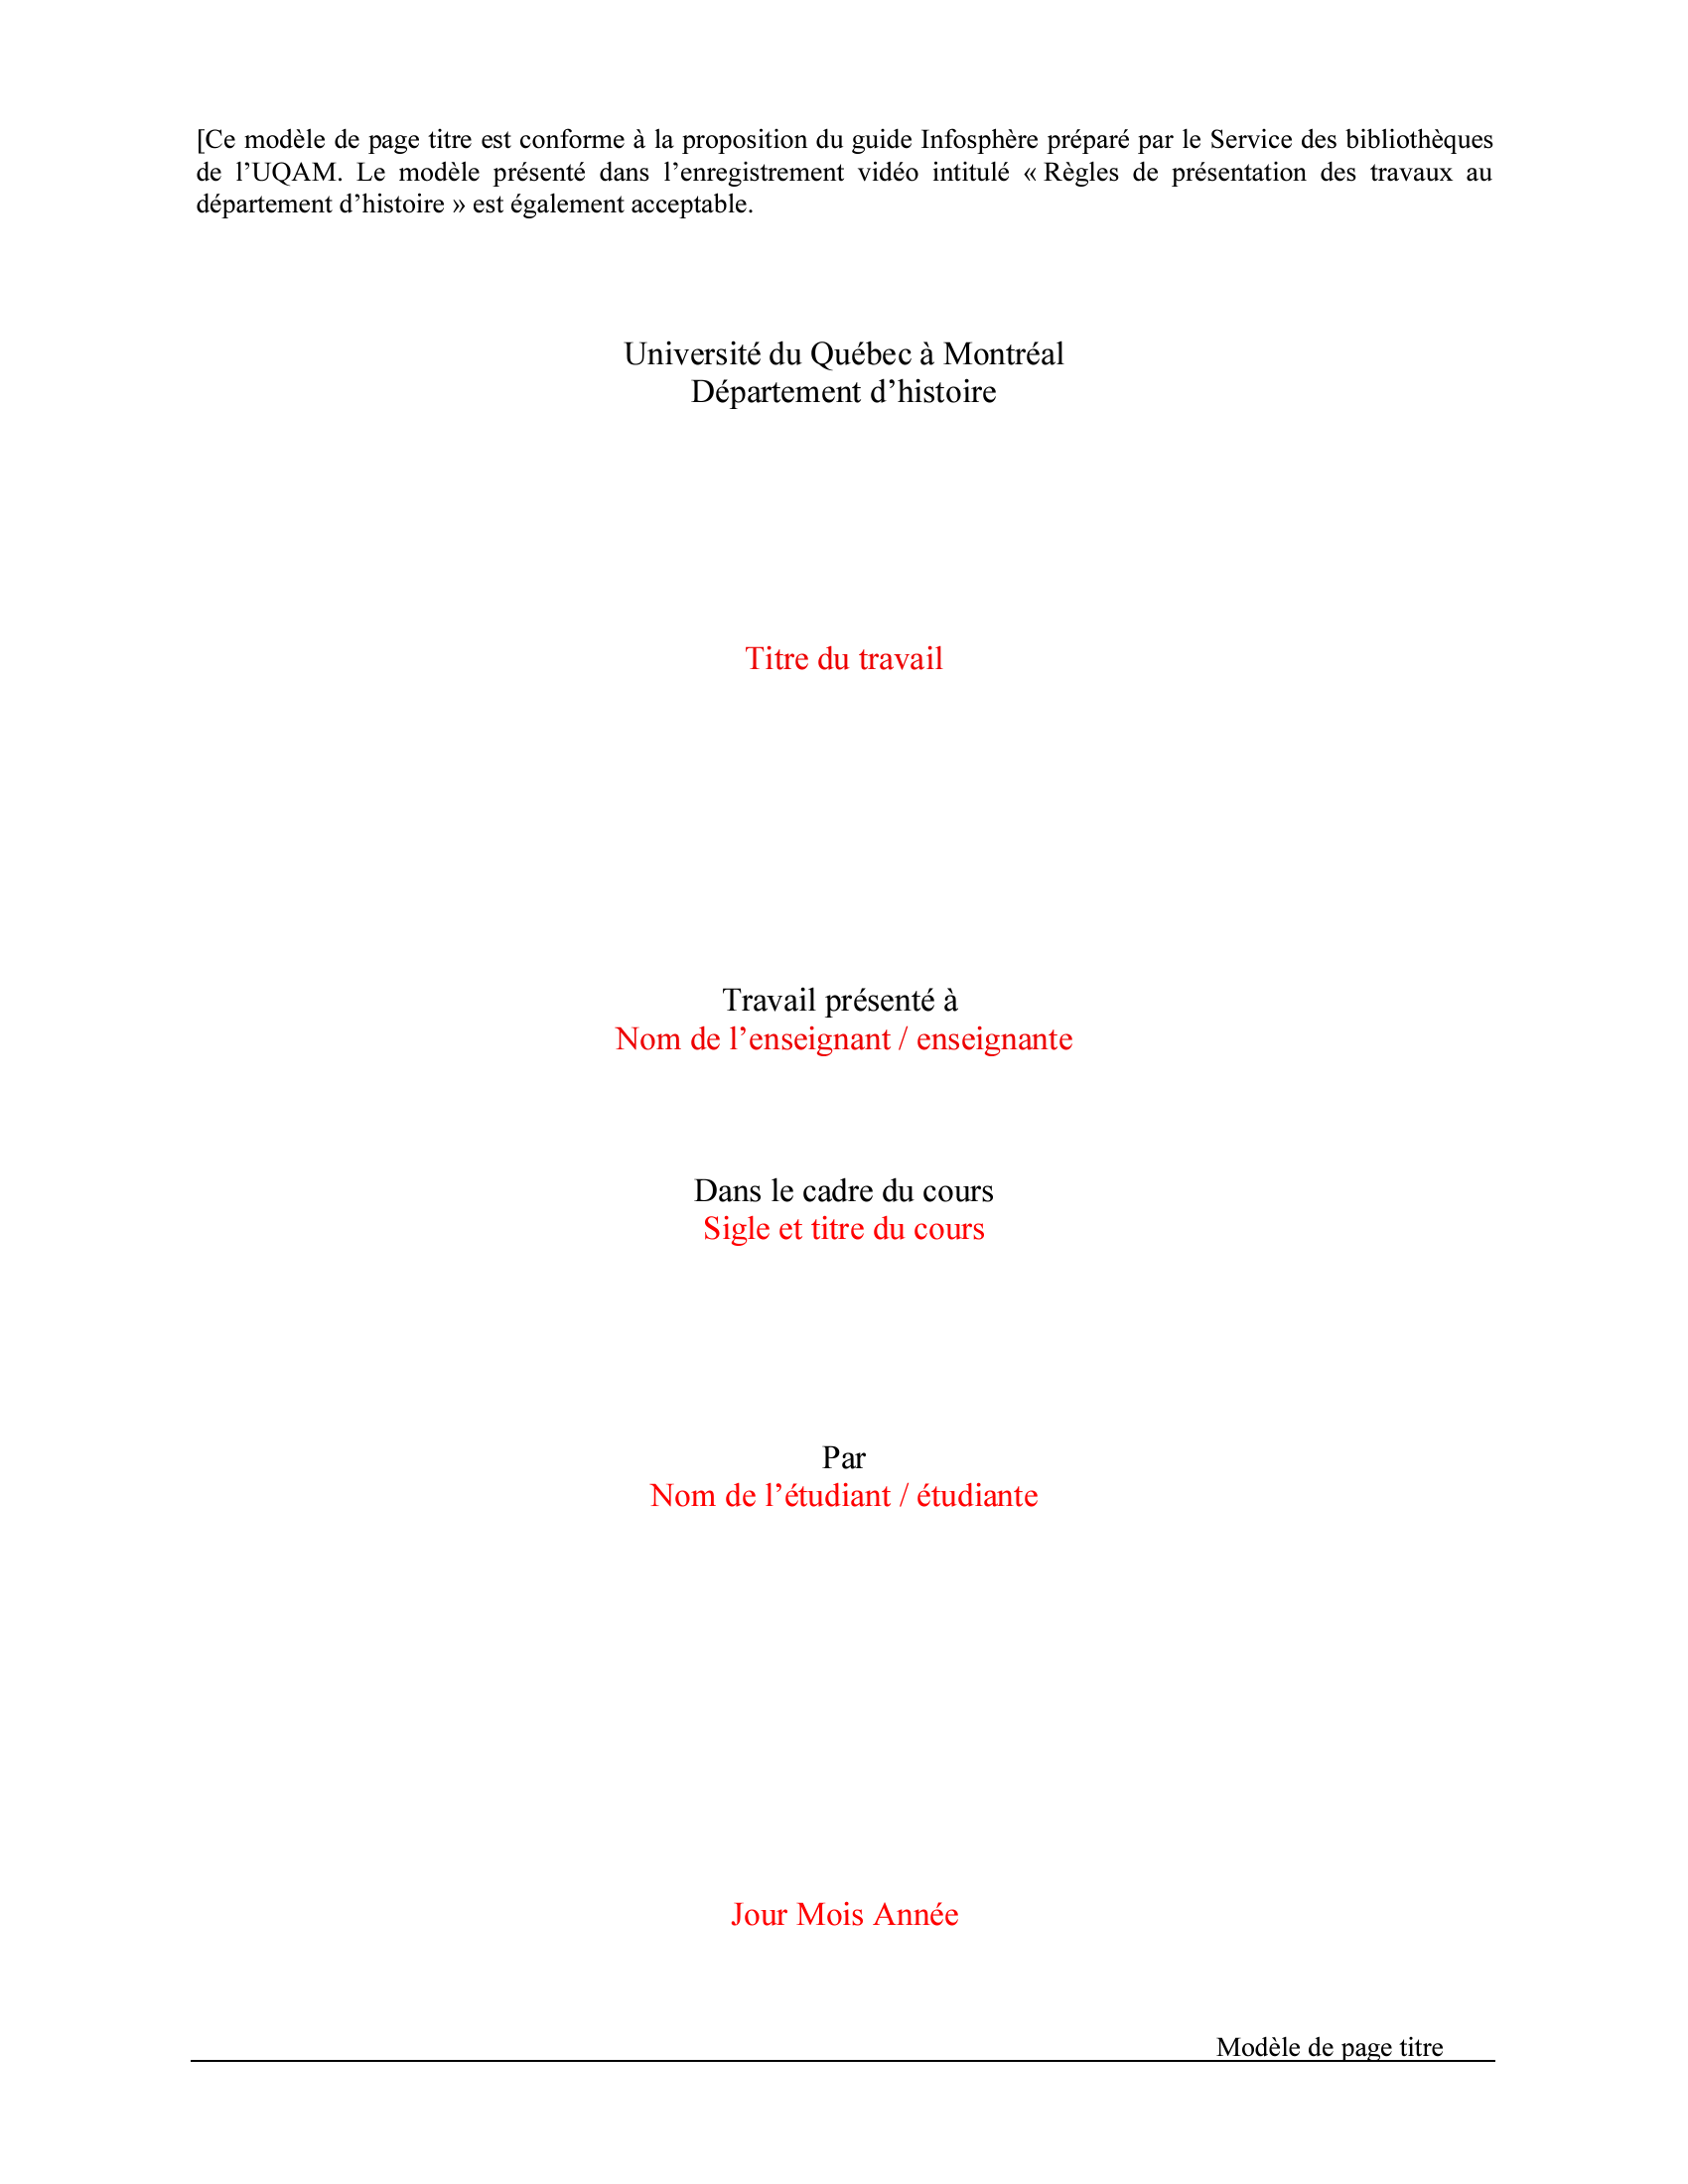 [Ce modèle de page titre est conforme à la proposition du guide Infosphère préparé par le Service des bibliothèques
de l’UQAM. Le modèle présenté dans l’enregistrement vidéo intitulé « Règles de présentation des travaux au
département d’histoire » est également acceptable.
Université du Québec à Montréal
Département d’histoire
Titre du travail
Travail présenté à
Nom de l’enseignant / enseignante
Dans le cadre du cours
Sigle et titre du cours
Par
Nom de l’étudiant / étudiante
Jour Mois Année
Modèle de page titre